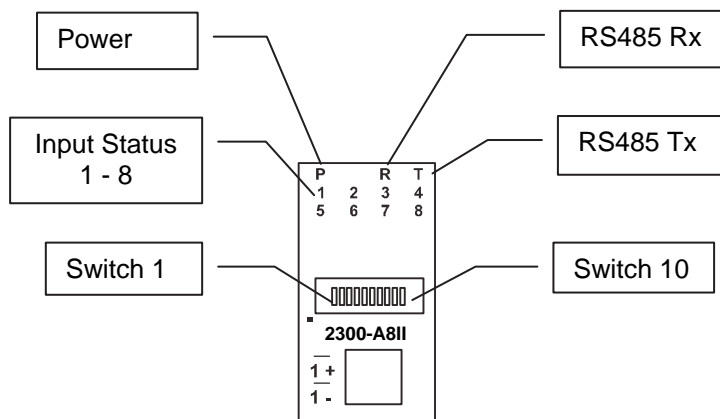 Power
RS485 Rx
Input Status
1 - 8
RS485 Tx
P R T
1 2 3 4
5 6 7 8
Switch 1
Switch 10
2300-A8II
1 +
1 -